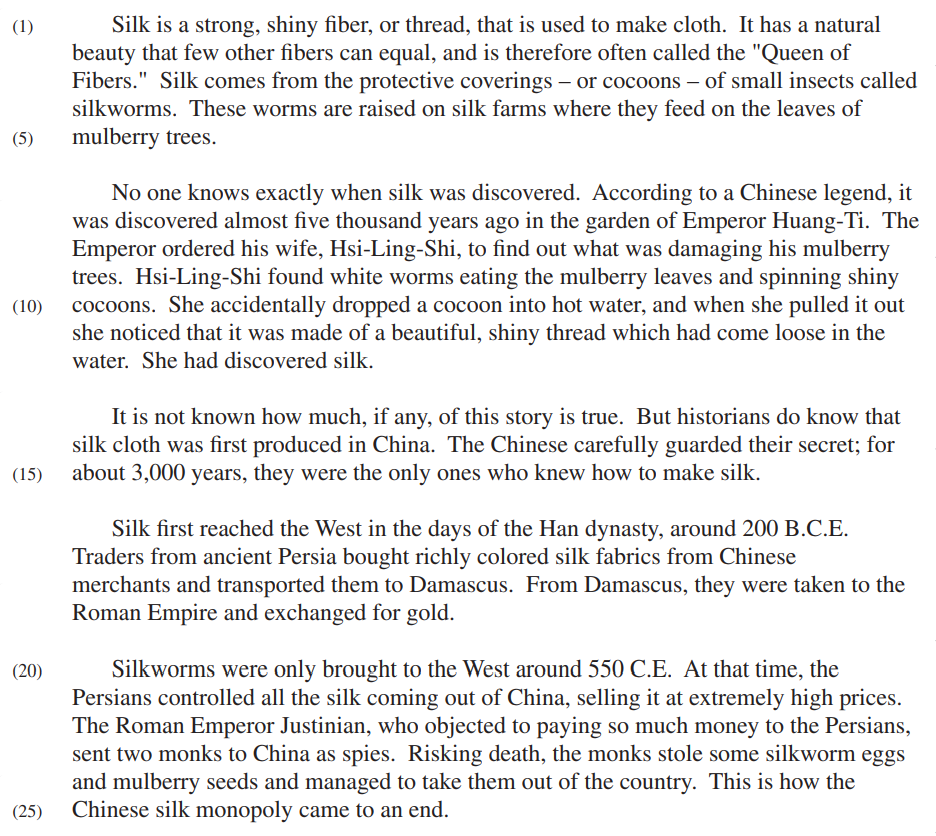 (1) Silk is a strong, shiny fiber, or thread, that is used to make cloth. It has a natural
beauty that few other fibers can equal, and is therefore often called the "Queen of
Fibers." Silk comes from the protective coverings – or cocoons – of small insects called
silkworms. These worms are raised on silk farms where they feed on the leaves of
(5) mulberry trees.
No one knows exactly when silk was discovered. According to a Chinese legend, it
was discovered almost five thousand years ago in the garden of Emperor Huang-Ti. The
Emperor ordered his wife, Hsi-Ling-Shi, to find out what was damaging his mulberry
trees. Hsi-Ling-Shi found white worms eating the mulberry leaves and spinning shiny
(10) cocoons. She accidentally dropped a cocoon into hot water, and when she pulled it out
she noticed that it was made of a beautiful, shiny thread which had come loose in the
water. She had discovered silk.
It is not known how much, if any, of this story is true. But historians do know that
silk cloth was first produced in China. The Chinese carefully guarded their secret; for
(15) about 3,000 years, they were the only ones who knew how to make silk.
Silk first reached the West in the days of the Han dynasty, around 200 B.C.E.
Traders from ancient Persia bought richly colored silk fabrics from Chinese
merchants and transported them to Damascus. From Damascus, they were taken to the
Roman Empire and exchanged for gold.
(20) Silkworms were only brought to the West around 550 C.E. At that time, the
Persians controlled all the silk coming out of China, selling it at extremely high prices.
The Roman Emperor Justinian, who objected to paying so much money to the Persians,
sent two monks to China as spies. Risking death, the monks stole some silkworm eggs
and mulberry seeds and managed to take them out of the country. This is how the
(25) Chinese silk monopoly came to an end.